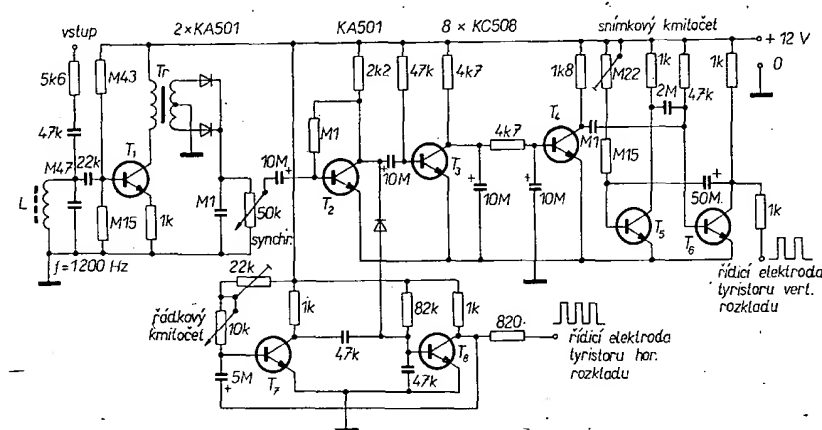 2×KA501
KA501
8 × KC508
snímkový kmitočet
vstup
+ 12 V
0
5k6
M43
Tr
2k2
47k
4k7
1k8
M22
1k
2M
47k
1k
47k
M47
22k
T1
M1
10M
T2
10M
T3
4k7
T4
M1
M15
L
M15
1k
M1
50k
synchr.
10M
10M
50M
T5
T6
1k
f=1200 Hz
řídicí elektroda
tyristoru vert.
rozkladu
22k
řádkový
kmitočet
10k
1k
82k
1k
47k
820
řídicí elektroda
tyristoru hor.
rozkladu
5M
T7
47k
T8